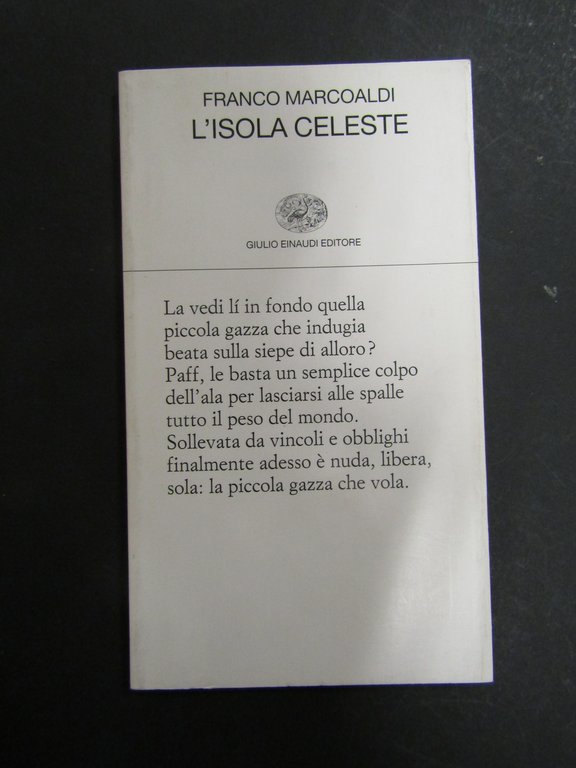 FRANCO MARCOALDI
L'ISOLA CELESTE
GIULIO EINAUDI EDITORE
La vedi lí in fondo quella
piccola gazza che indugia
beata sulla siepe di alloro?
Paff, le basta un semplice colpo
dell'ala per lasciarsi alle spalle
tutto il peso del mondo.
Sollevata da vincoli e obblighi
finalmente adesso è nuda, libera,
sola: la piccola gazza che vola.